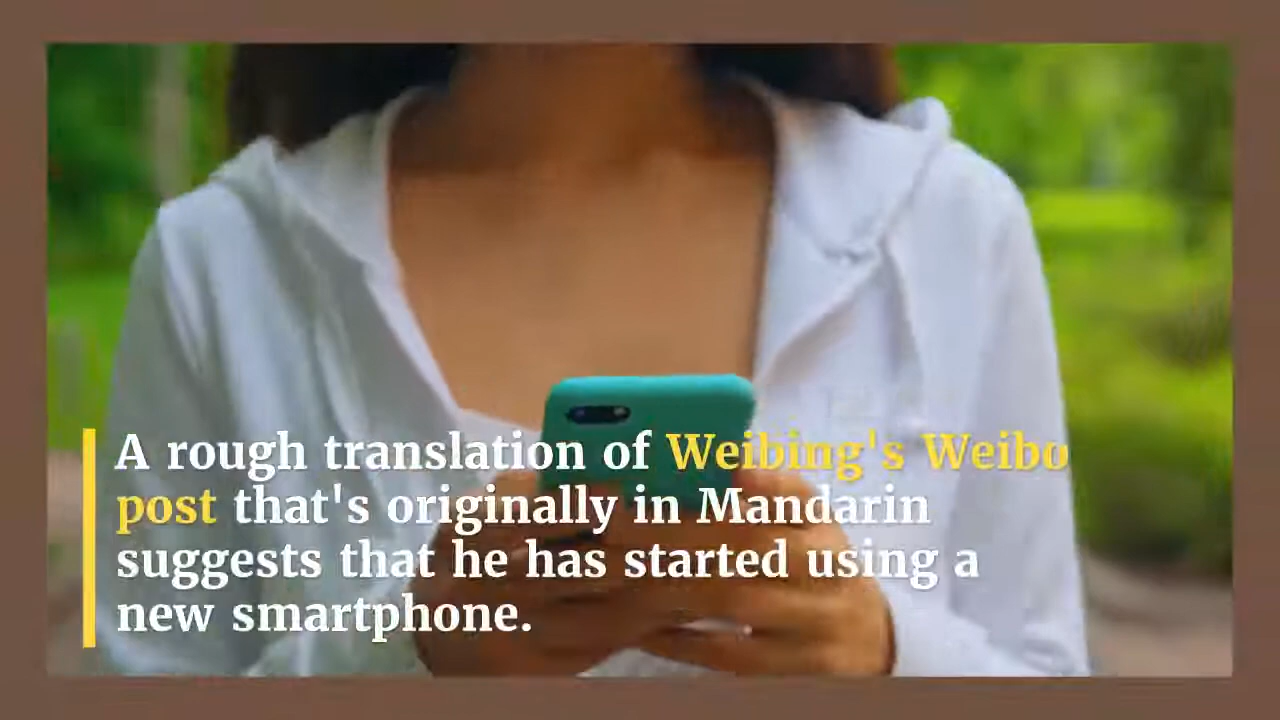 A rough translation of Weibing's Weibo
post that's originally in Mandarin
suggests that he has started using a
new smartphone.